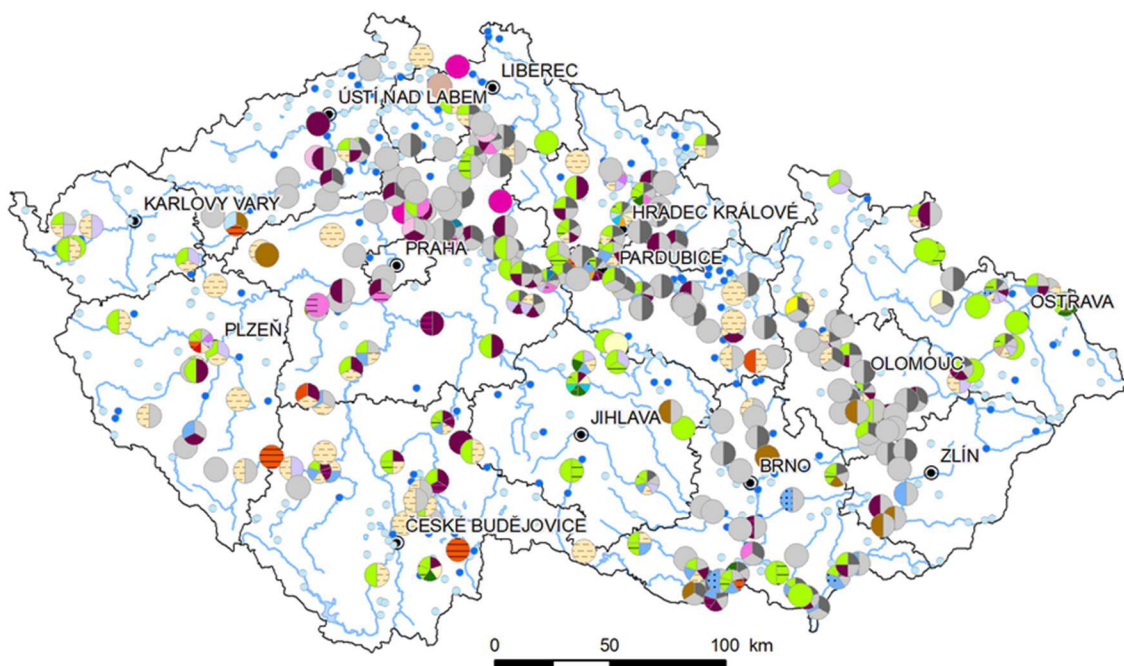 LIBEREC
ÚSTÍ NAD LABEM
KARLOVY VARY
HRADEC KRÁLOVÉ
PRAHA
PARDUBICE
OSTRAVA
PLZEŇ
OLOMOUC
JIHLAVA
ZLÍN
BRNO
ČESKÉ BUDĚJOVICE
0 50 100 km